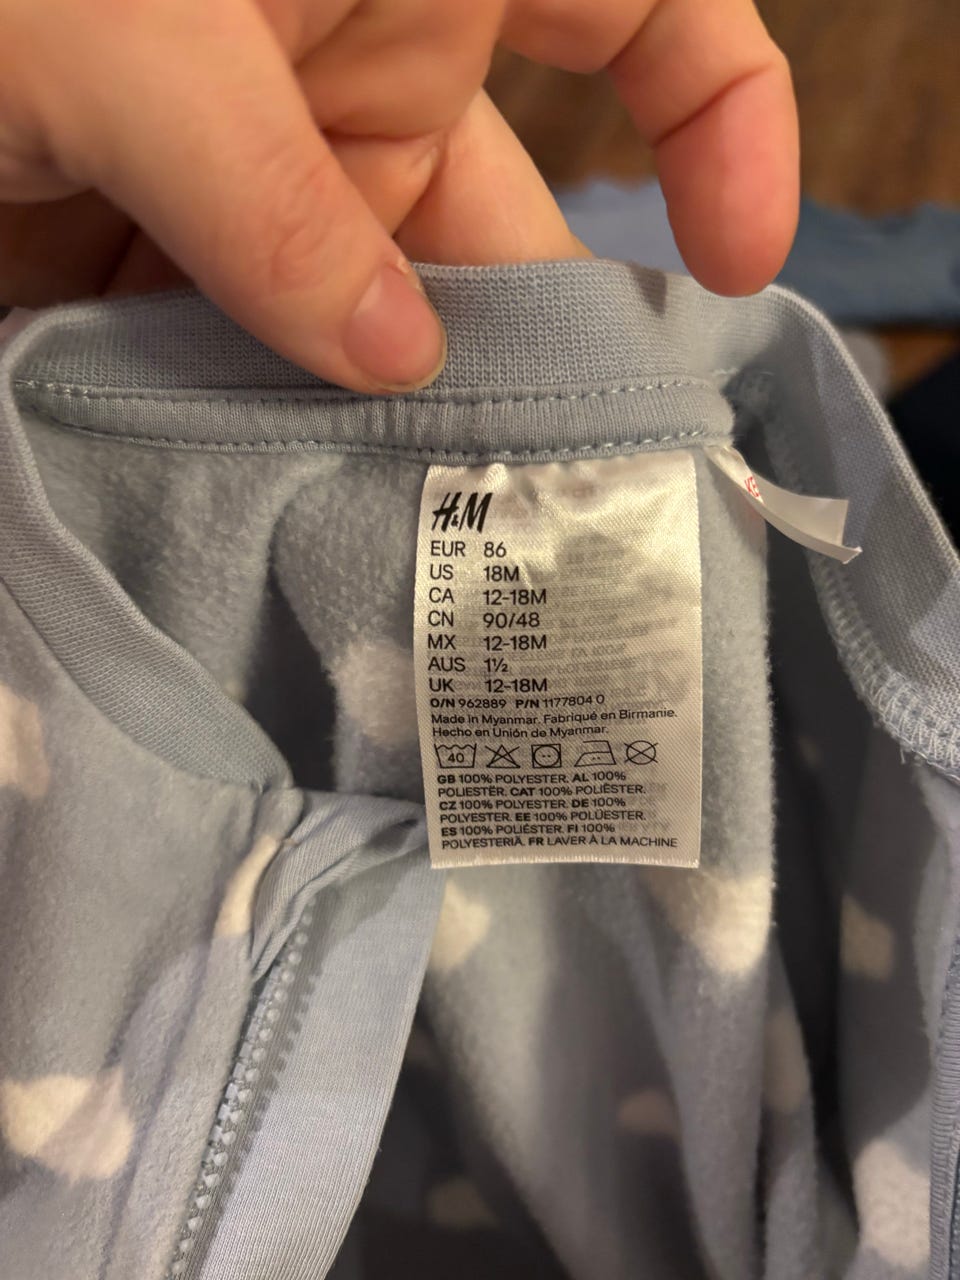 H&M
EUR 86
US 18M
CA 12-18M
CN 90/48
MX 12-18M
AUS 1½
UK 12-18M
O/N 962889 P/N 1177804 0
Made in Myanmar. Fabriqué en Birmanie.
Hecho en Unión de Myanmar.
40
GB 100% POLYESTER. AL 100%
POLIESTËR. CAT 100% POLIÈSTER.
CZ 100% POLYESTER. DE 100%
POLYESTER. EE 100% POLÜESTER.
ES 100% POLIÉSTER. FI 100%
POLYESTERIÄ. FR LAVER À LA MACHINE